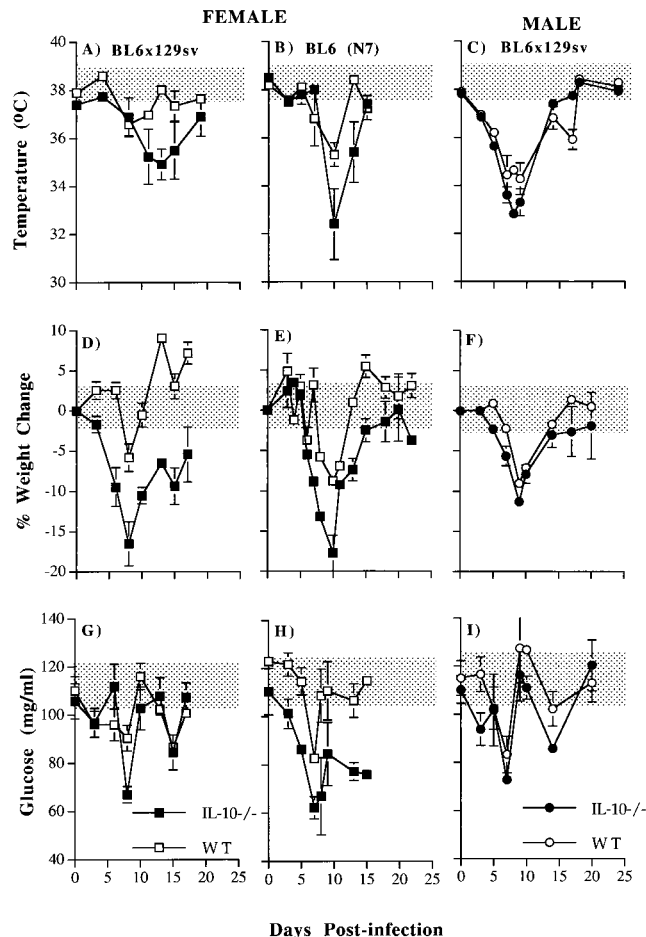 FEMALE MALE
A) BL6x129sv B) BL6 (N7) C) BL6x129sv
Temperature (ºC)
40
38
36
34
32
30
D) E) F)
% Weight Change
10
5
0
-5
-10
-15
-20
G) H) I)
Glucose (mg/ml)
140
120
100
80
60
40
IL-10-/- IL-10-/-
WT WT
0 5 10 15 20 25 0 5 10 15 20 25 0 5 10 15 20 25
Days Post-infection